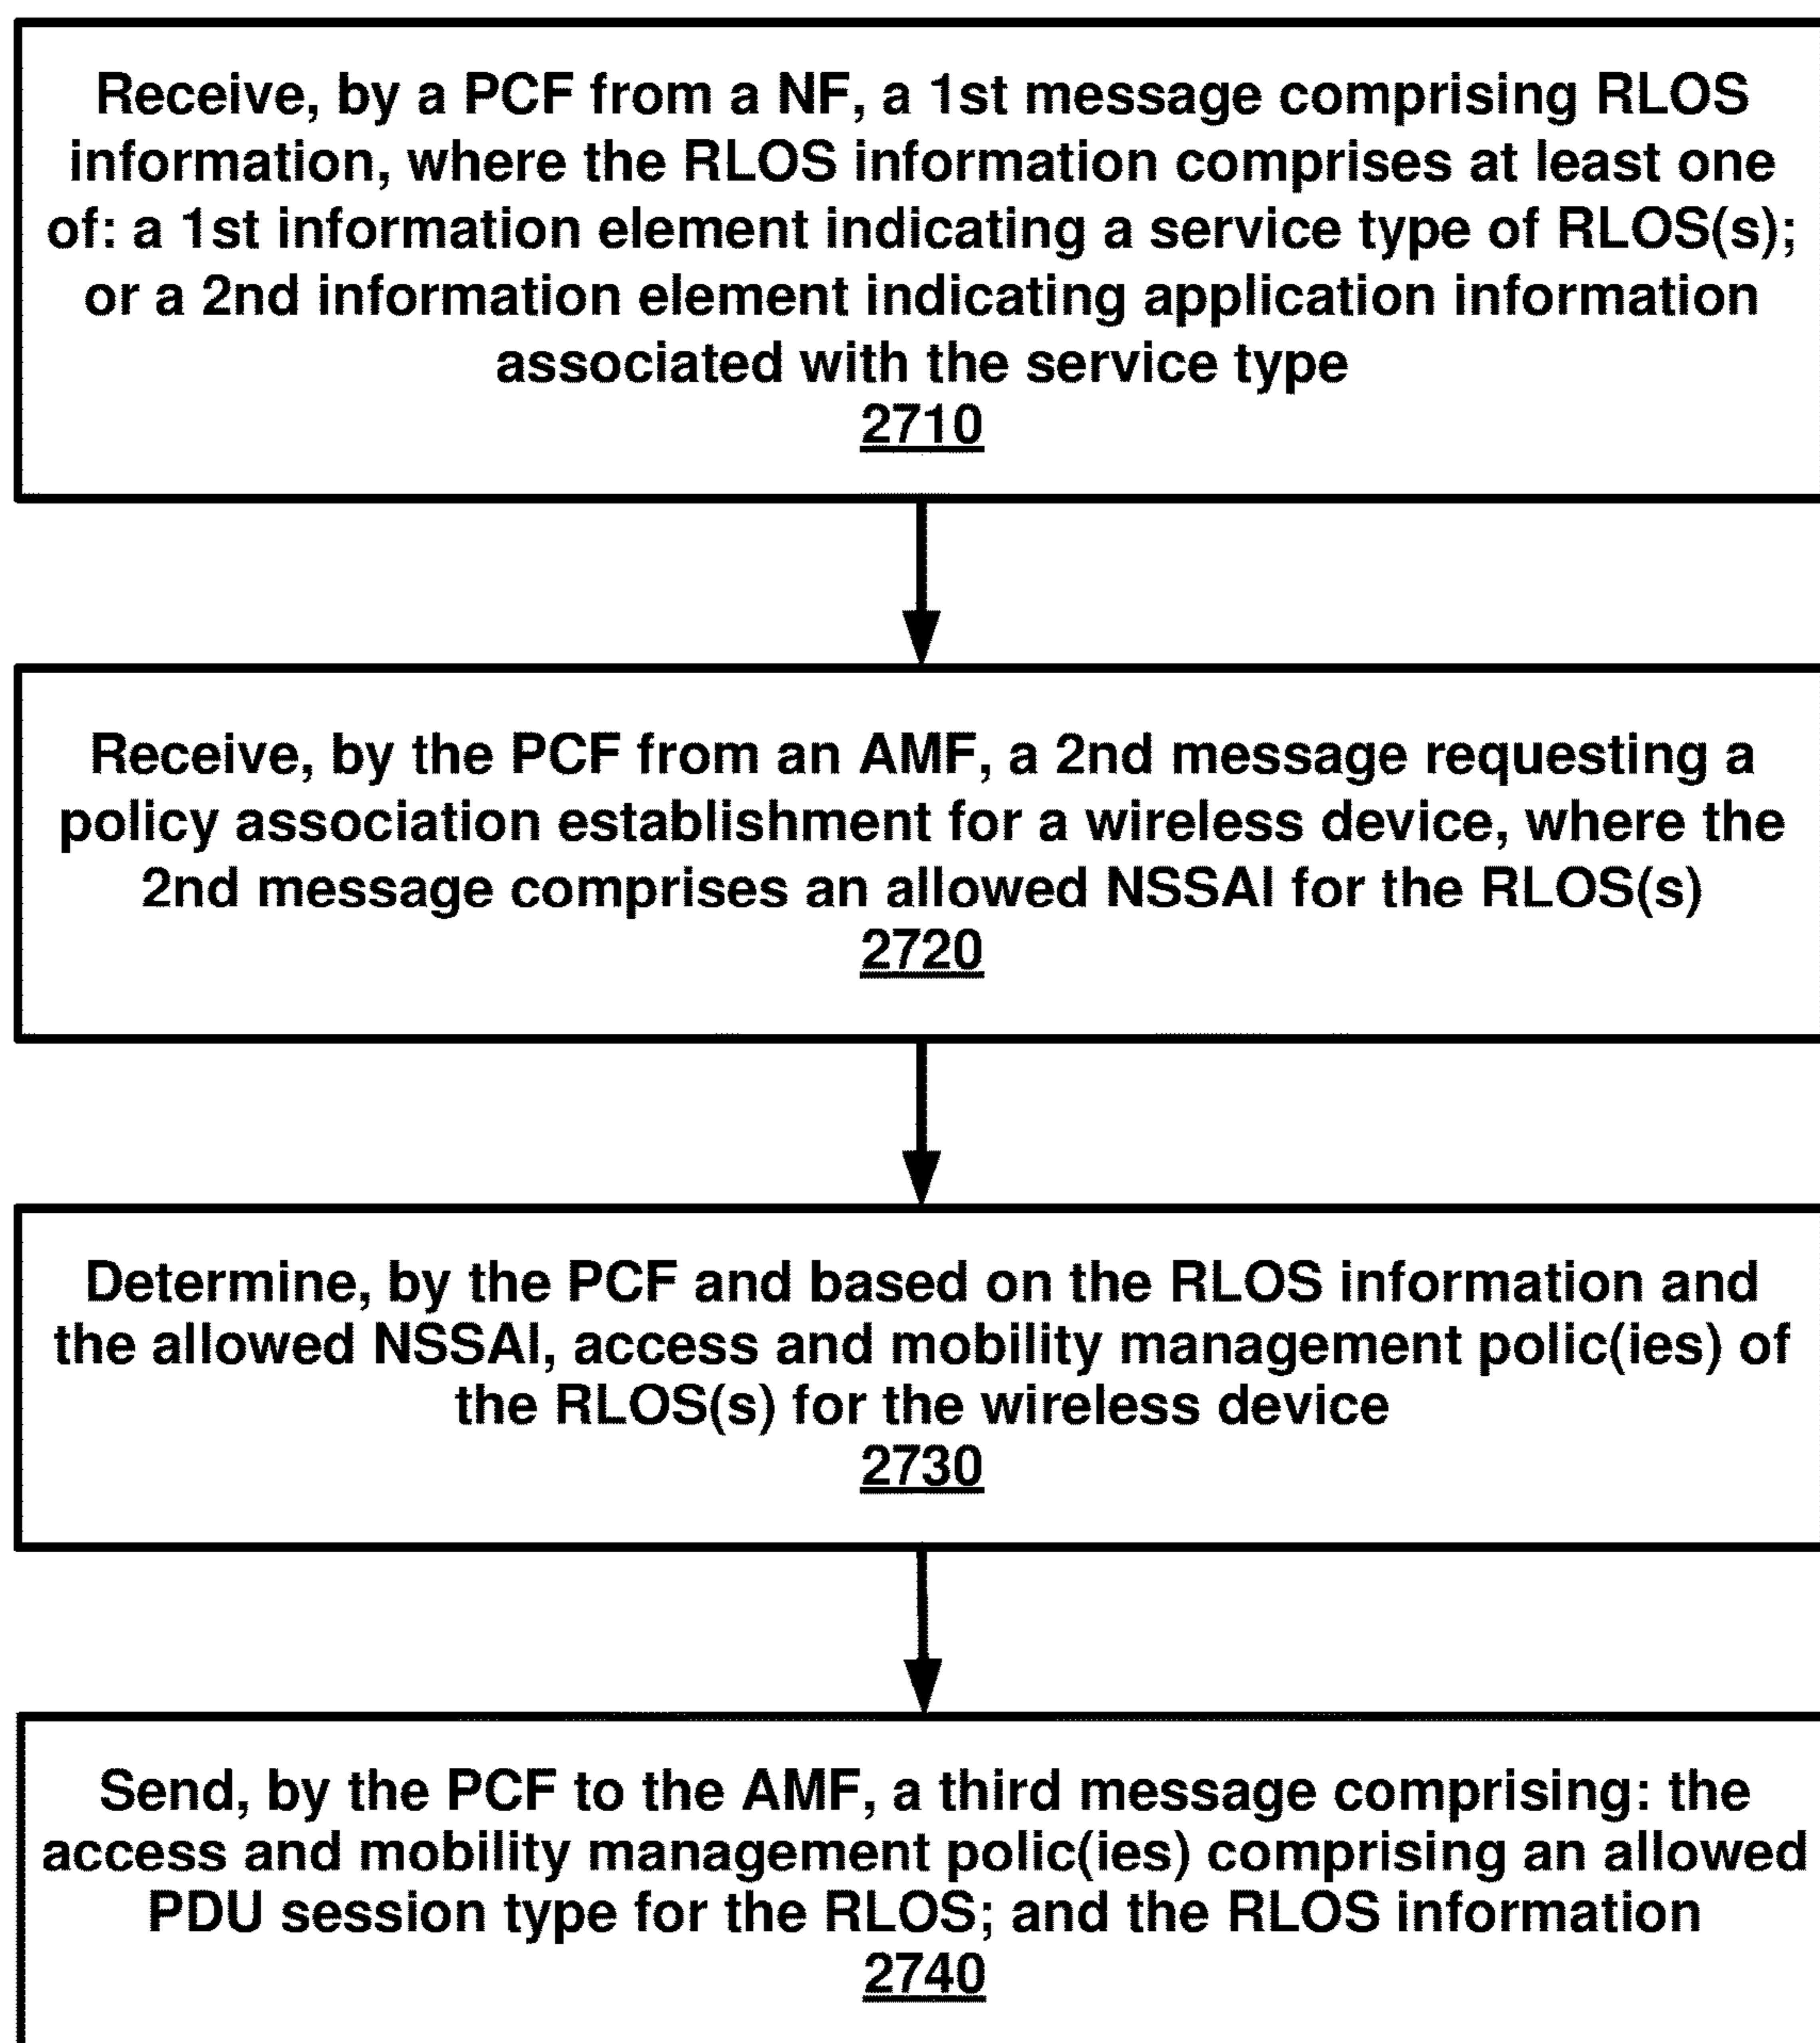 Receive, by a PCF from a NF, a 1st message comprising RLOS
information, where the RLOS information comprises at least one
of: a 1st information element indicating a service type of RLOS(s);
or a 2nd information element indicating application information
associated with the service type
2710
Receive, by the PCF from an AMF, a 2nd message requesting a
policy association establishment for a wireless device, where the
2nd message comprises an allowed NSSAI for the RLOS(s)
2720
Determine, by the PCF and based on the RLOS information and
the allowed NSSAI, access and mobility management polic(ies) of
the RLOS(s) for the wireless device
2730
Send, by the PCF to the AMF, a third message comprising: the
access and mobility management polic(ies) comprising an allowed
PDU session type for the RLOS; and the RLOS information
2740